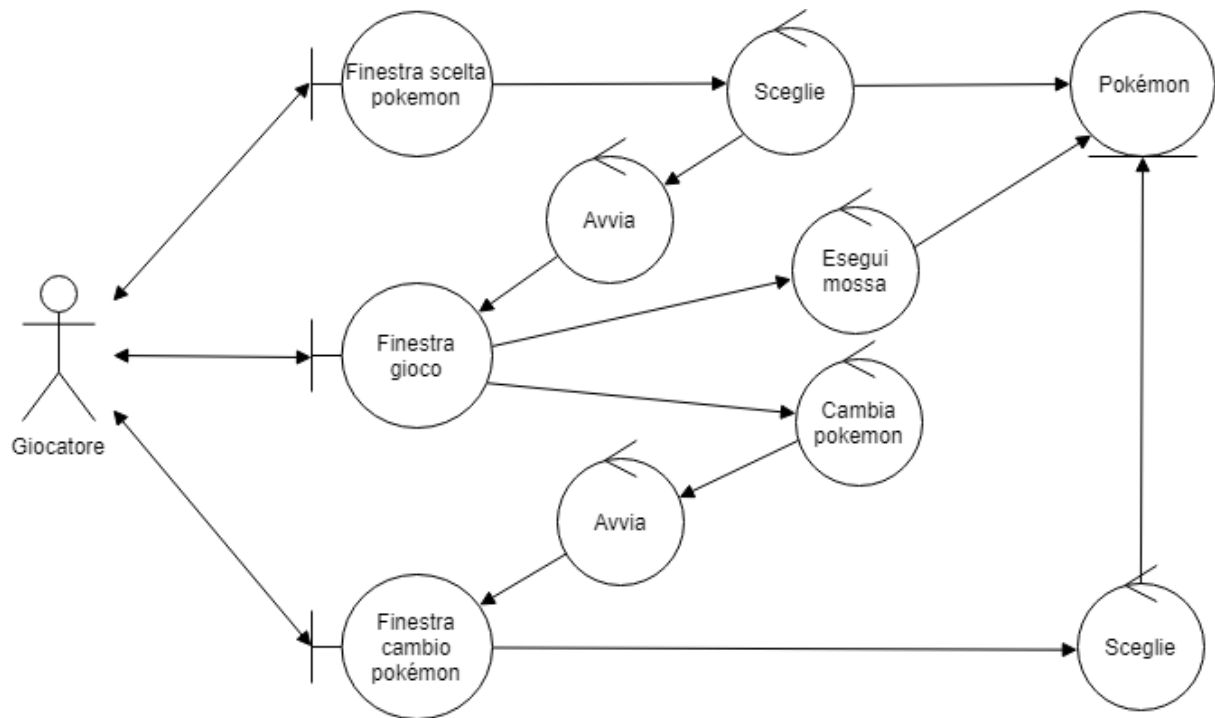 Finestra scelta
pokemon
Sceglie
Pokémon
Avvia
Esegui
mossa
Finestra
gioco
Giocatore
Cambia
pokemon
Avvia
Finestra
cambio
pokémon
Sceglie